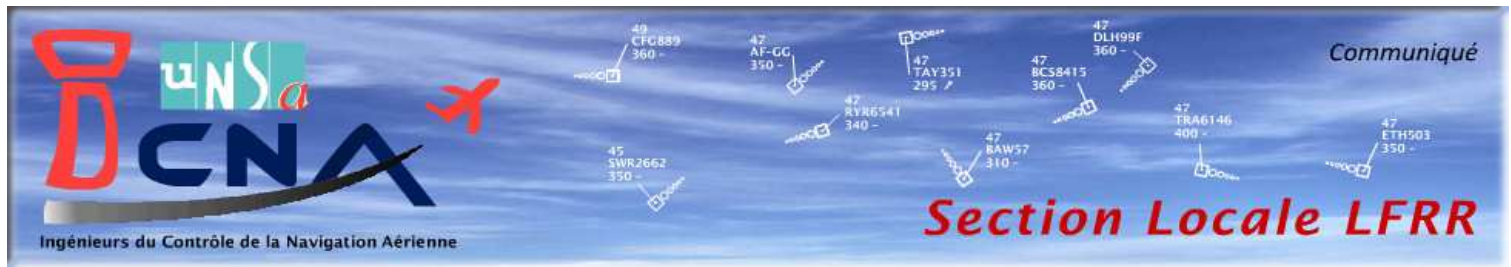 Communiqué
49
CFG889
360 -
47
AF-GG
350 -
47
TAY351
295 ↗
47
DLH99F
360 -
47
BCS8415
360 -
47
RYR6541
340 -
47
TRA6146
400 -
47
ETH503
350 -
47
BAW57
310 -
45
SWR2662
350 -
UNSa
ICNA
Ingénieurs du Contrôle de la Navigation Aérienne
Section Locale LFRR